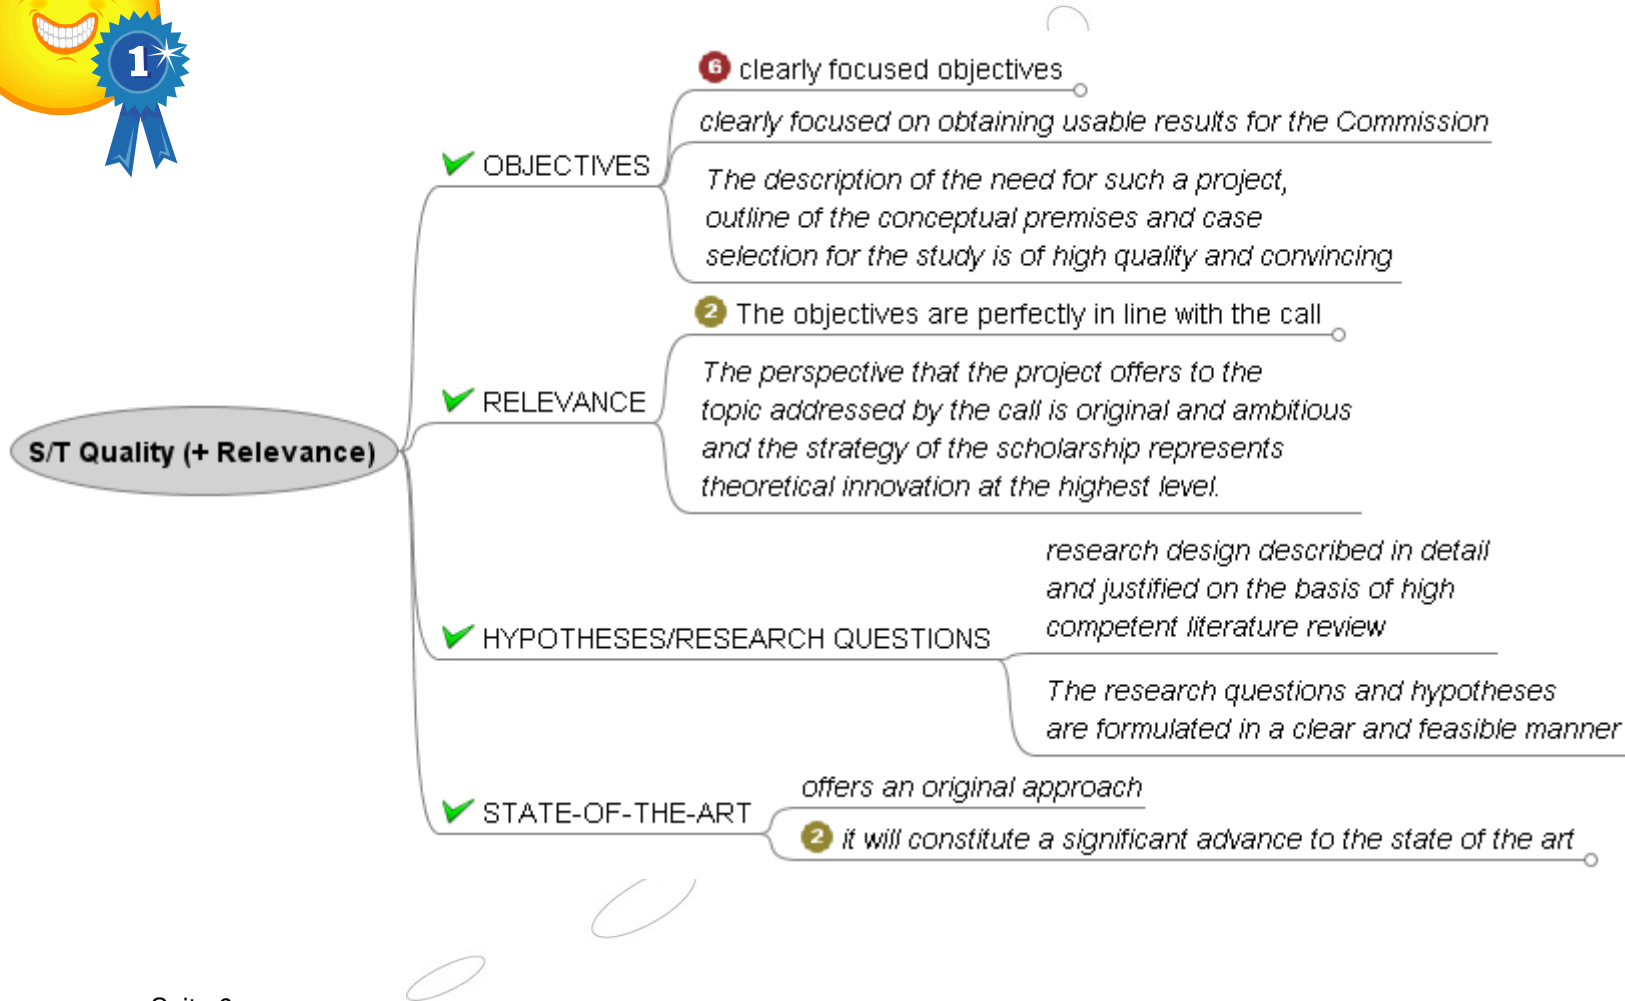 1
6 clearly focused objectives
clearly focused on obtaining usable results for the Commission
OBJECTIVES
The description of the need for such a project,
outline of the conceptual premises and case
selection for the study is of high quality and convincing
2 The objectives are perfectly in line with the call
The perspective that the project offers to the
topic addressed by the call is original and ambitious
and the strategy of the scholarship represents
theoretical innovation at the highest level.
RELEVANCE
S/T Quality (+ Relevance)
research design described in detail
and justified on the basis of high
competent literature review
HYPOTHESES/RESEARCH QUESTIONS
The research questions and hypotheses
are formulated in a clear and feasible manner
offers an original approach
STATE-OF-THE-ART
2 it will constitute a significant advance to the state of the art